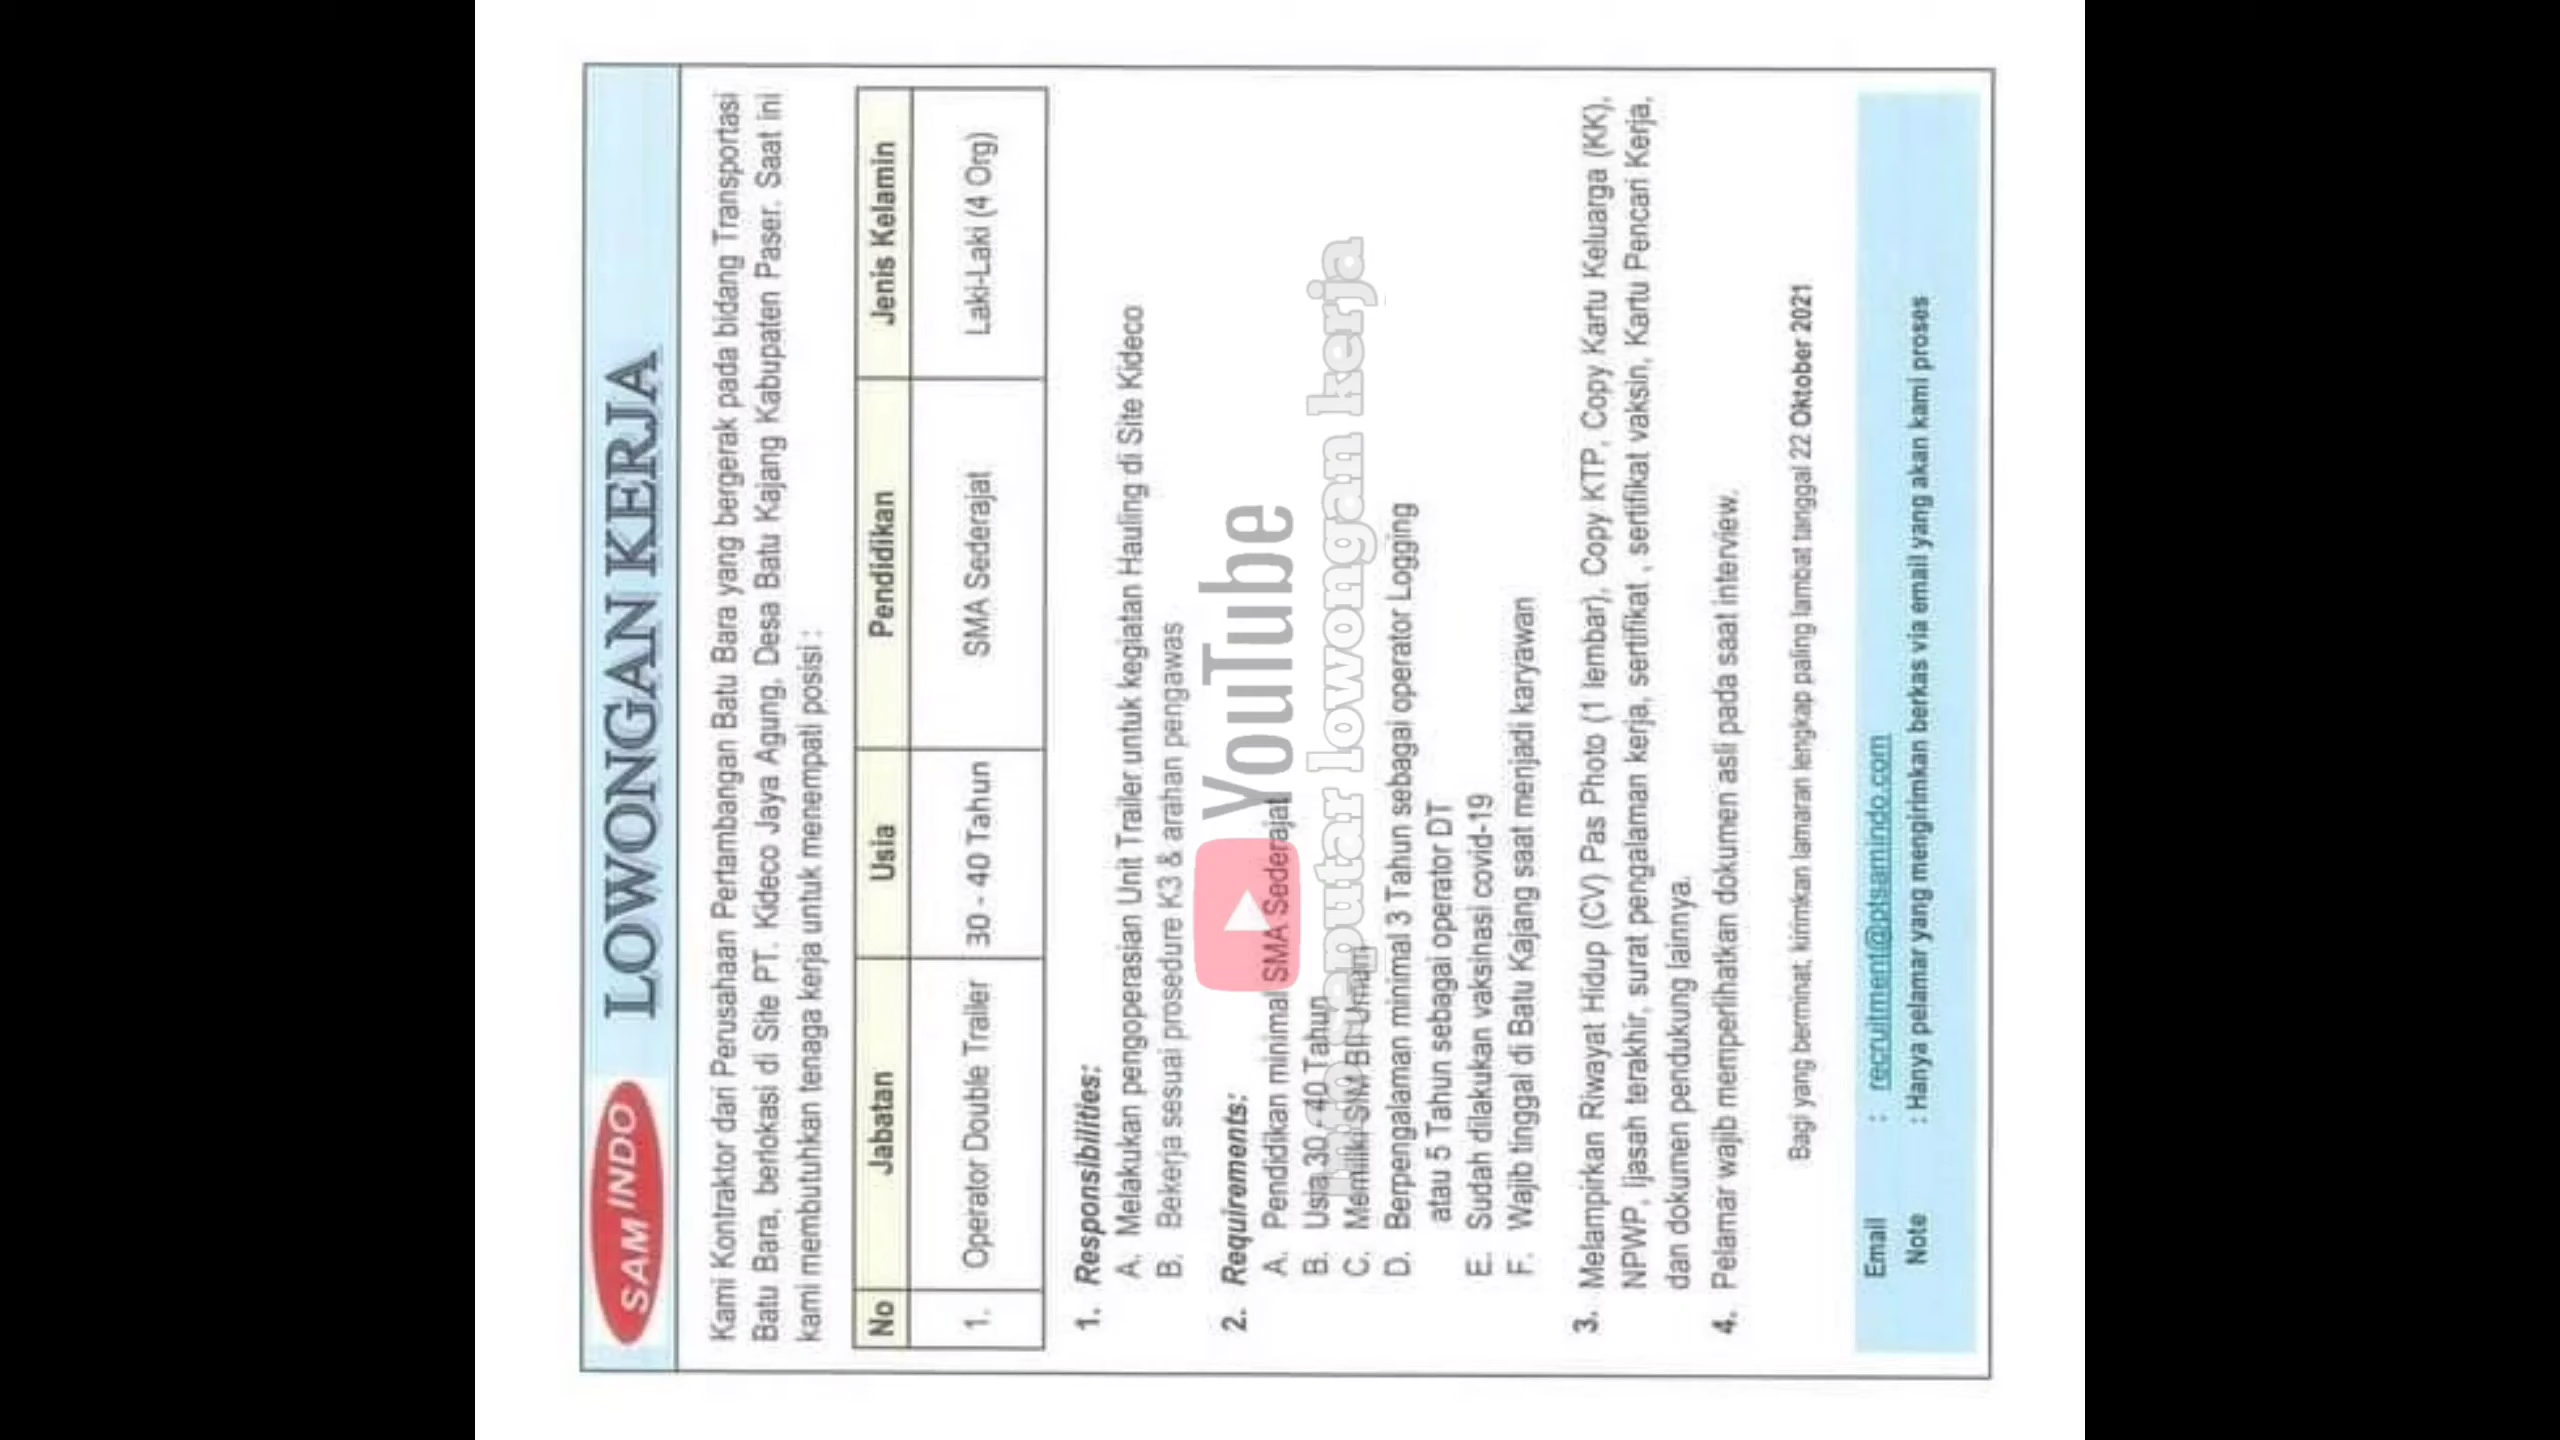 SAMINDO LOWONGAN KERJA
Kami Kontraktor dari Perusahaan Pertambangan Batu Bara yang bergerak pada bidang Transportasi
Batu Bara, berlokasi di Site PT. Kideco Jaya Agung, Desa Batu Kajang Kabupaten Paser. Saat ini
kami membutuhkan tenaga kerja untuk menempati posisi :
No Jabatan Usia Pendidikan Jenis Kelamin
1. Operator Double Trailer 30 - 40 Tahun SMA Sederajat Laki-Laki (4 Org)
1. Responsibilities:
A. Melakukan pengoperasian Unit Trailer untuk kegiatan Hauling di Site Kideco
B. Bekerja sesuai prosedure K3 & arahan pengawas
2. Requirements:
A. Pendidikan minimal SMA Sederajat
B. Usia 30 - 40 Tahun
C. Memiliki SIM BII Umum
D. Berpengalaman minimal 3 Tahun sebagai operator Logging
atau 5 Tahun sebagai operator DT
E. Sudah dilakukan vaksinasi covid-19
F. Wajib tinggal di Batu Kajang saat menjadi karyawan
YouTube
info seputar lowongan kerja
3. Melampirkan Riwayat Hidup (CV) Pas Photo (1 lembar), Copy KTP, Copy Kartu Keluarga (KK),
NPWP, Ijasah terakhir, surat pengalaman kerja, sertifikat , sertifikat vaksin, Kartu Pencari Kerja,
dan dokumen pendukung lainnya.
4. Pelamar wajib memperlihatkan dokumen asli pada saat interview.
Bagi yang berminat, kirimkan lamaran lengkap paling lambat tanggal 22 Oktober 2021
Email : recruitment@ptsamindo.com
Note : Hanya pelamar yang mengirimkan berkas via email yang akan kami proses